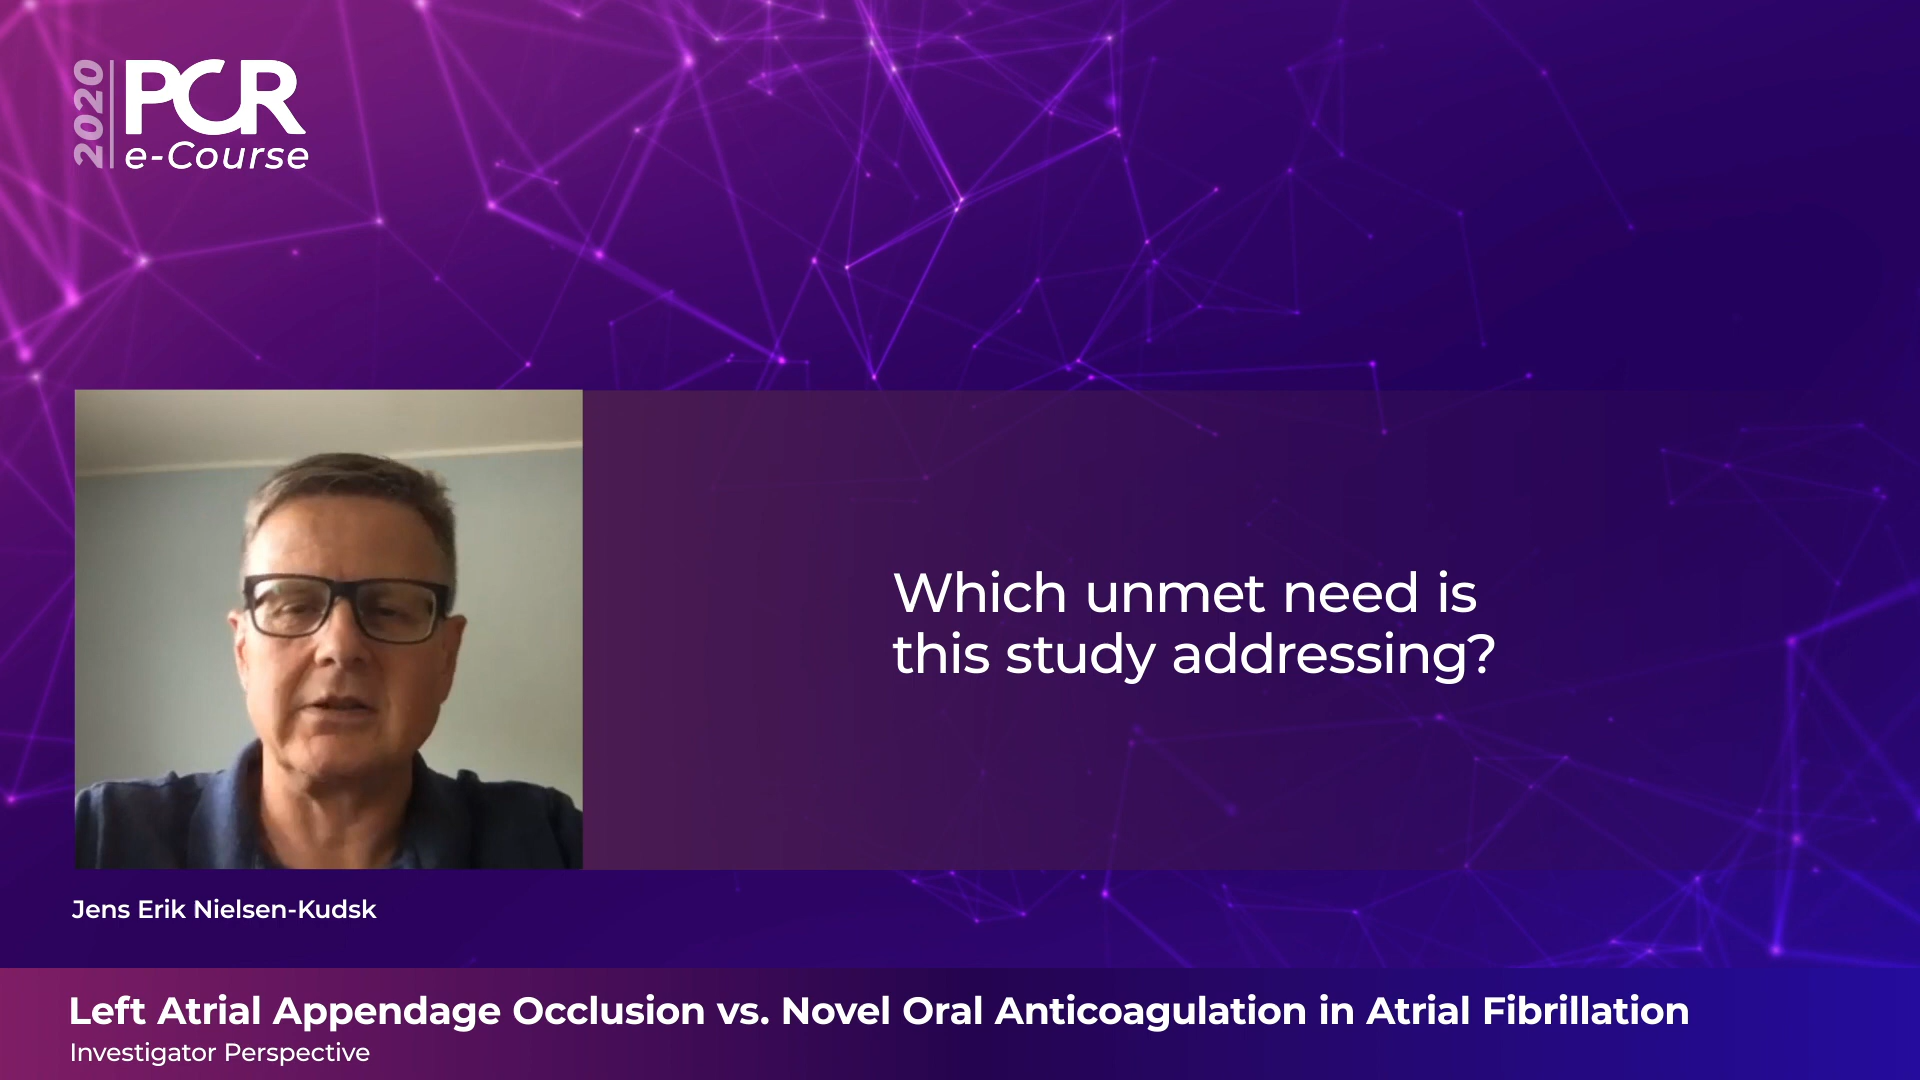 2020
PCR
e-Course
Which unmet need is
this study addressing?
Jens Erik Nielsen-Kudsk
Left Atrial Appendage Occlusion vs. Novel Oral Anticoagulation in Atrial Fibrillation
Investigator Perspective